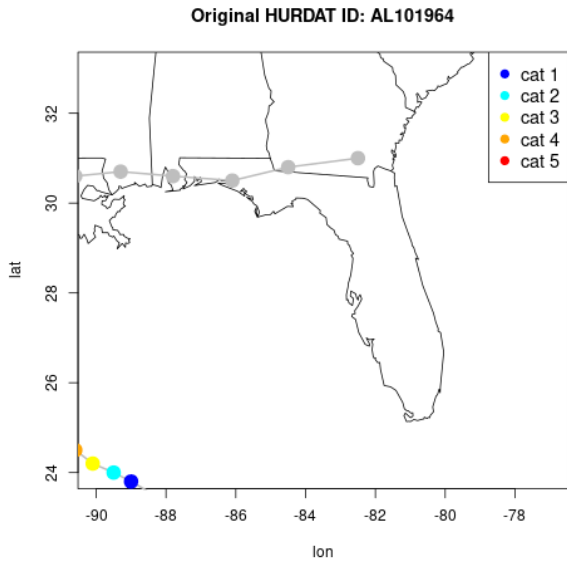 Original HURDAT ID: AL101964
cat 1
cat 2
cat 3
cat 4
cat 5
32
30
28
26
24
lat
-90
-88
-86
-84
-82
-80
-78
lon